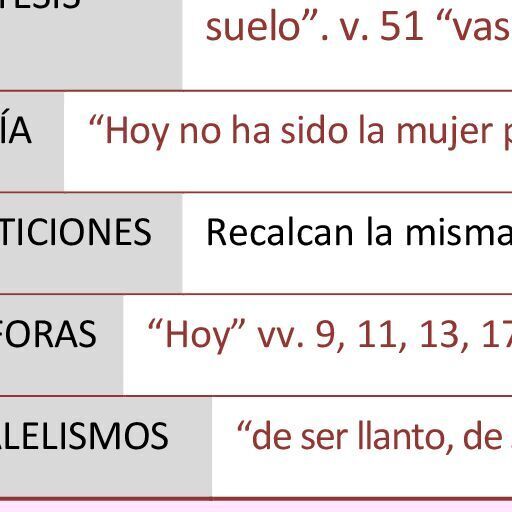 TESIS
suelo”. v. 51 “vas
ÍA “Hoy no ha sido la mujer p
TICIONES Recalcan la misma
FORAS “Hoy” vv. 9, 11, 13, 17
LELISMOS “de ser llanto, de